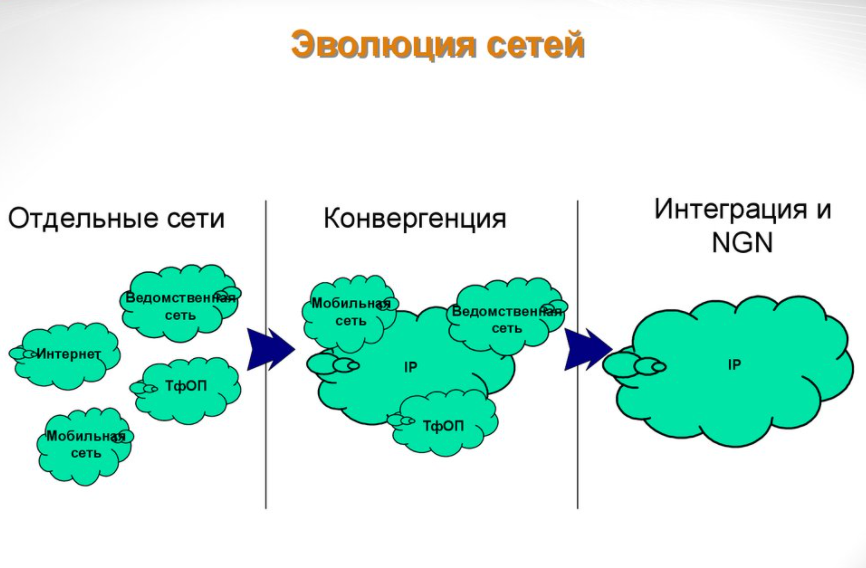 Эволюция сетей
Отдельные сети
Ведомственная
сеть
Интернет
ТфОП
Мобильная
сеть
Конвергенция
Мобильная
сеть
Ведомственная
сеть
IP
ТфОП
Интеграция и
NGN
IP